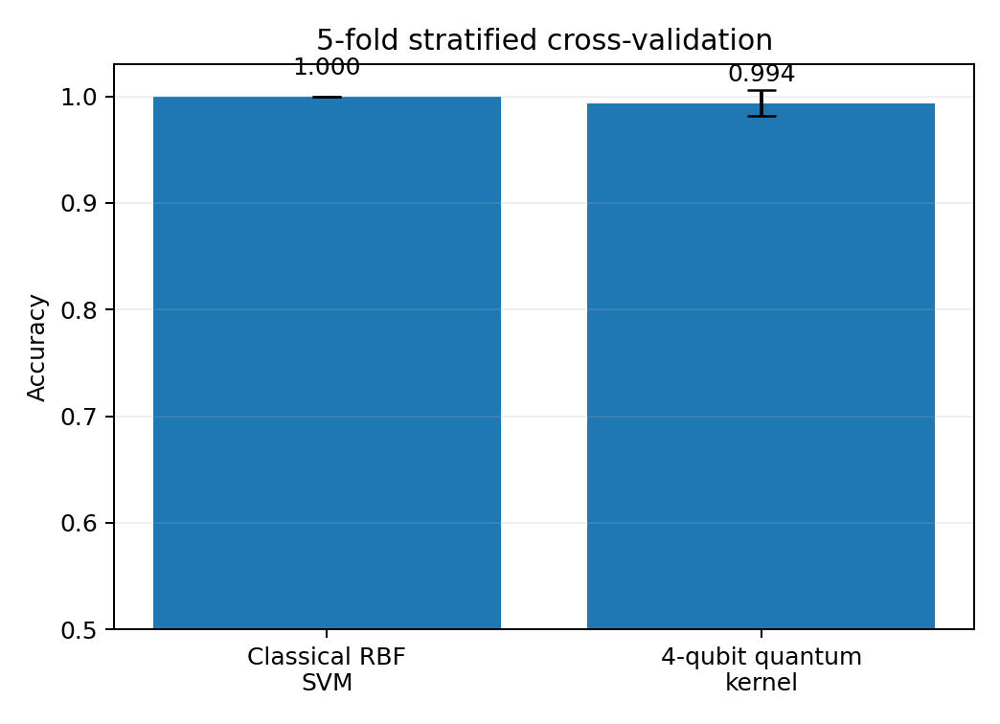 5-fold stratified cross-validation
1.000
0.994
1.0
0.9
0.8
0.7
0.6
0.5
Accuracy
Classical RBF
SVM
4-qubit quantum
kernel